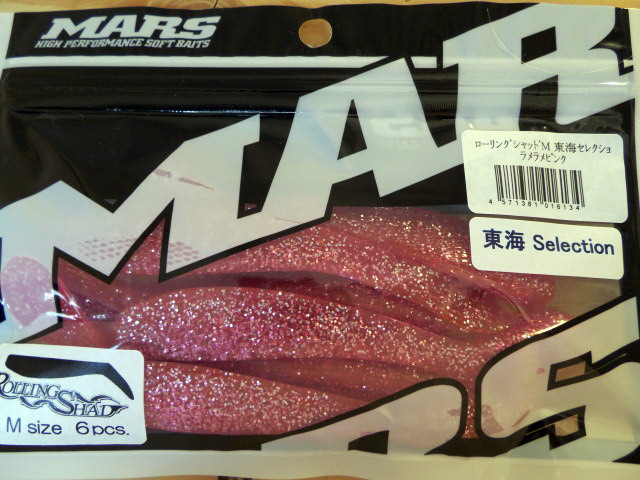 MARS
HIGH PERFORMANCE SOFT BAITS
MARS
ローリングシャッドM 東海セレクショ
ラメラメピンク
4 571381 016134
東海 Selection
ROLLING SHAD
M size 6pcs.